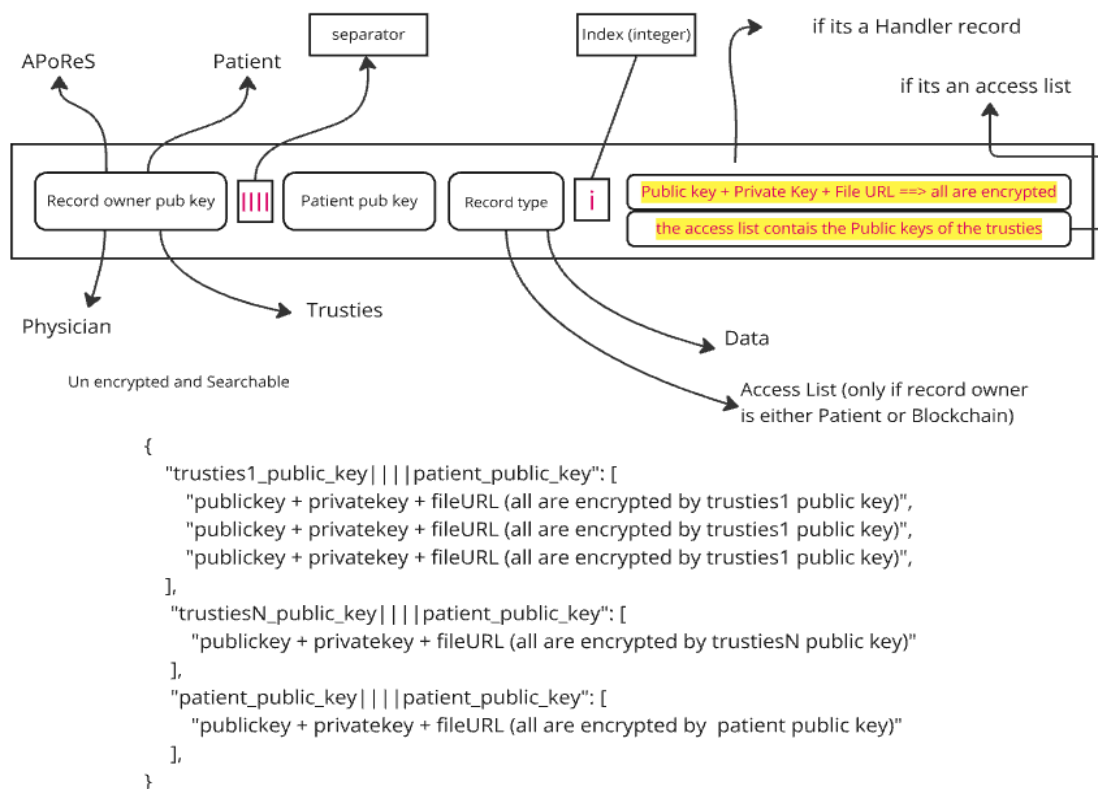 separator
Index (integer)
if its a Handler record
APoReS
Patient
if its an access list
Record owner pub key
||||
Patient pub key
Record type
i
Public key + Private Key + File URL ==> all are encrypted
the access list contais the Public keys of the trusties
Physician
Trusties
Data
Un encrypted and Searchable
Access List (only if record owner
is either Patient or Blockchain)
{
"trusties1_public_key||||patient_public_key": [
"publickey + privatekey + fileURL (all are encrypted by trusties1 public key)",
"publickey + privatekey + fileURL (all are encrypted by trusties1 public key)",
"publickey + privatekey + fileURL (all are encrypted by trusties1 public key)",
],
"trustiesN_public_key||||patient_public_key": [
"publickey + privatekey + fileURL (all are encrypted by trustiesN public key)"
],
"patient_public_key||||patient_public_key": [
"publickey + privatekey + fileURL (all are encrypted by  patient public key)"
],
}